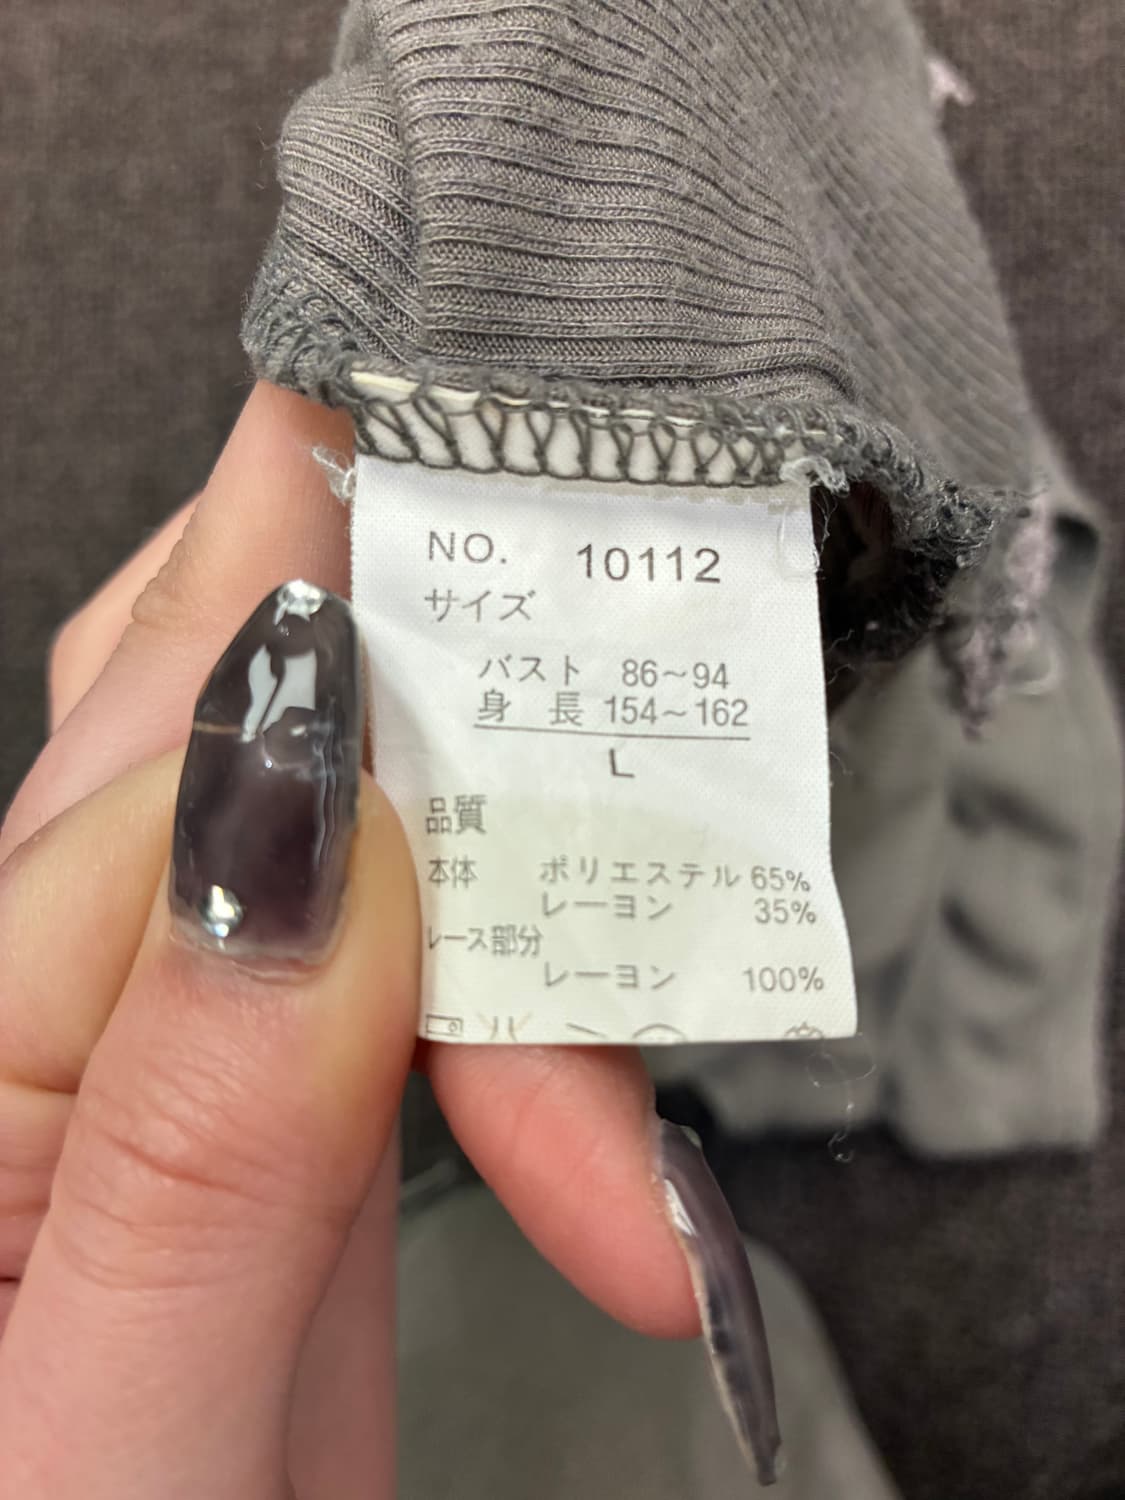 NO. 10112
サイズ
バスト 86～94
身長 154～162
L
品質
本体 ポリエステル 65%
レーヨン 35%
レース部分
レーヨン 100%